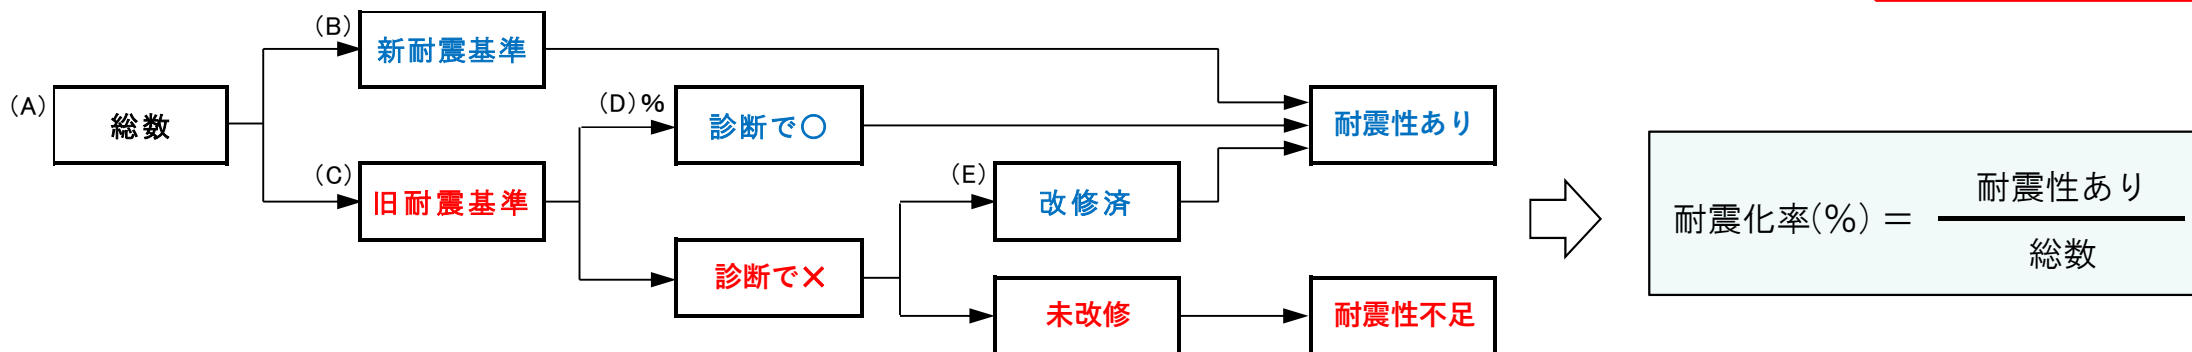 (A)
総数
(B)
新耐震基準
(C)
旧耐震基準
(D)%
診断で○
診断で×
(E)
改修済
未改修
耐震性あり
耐震性不足
耐震化率(%) = 耐震性あり
総数